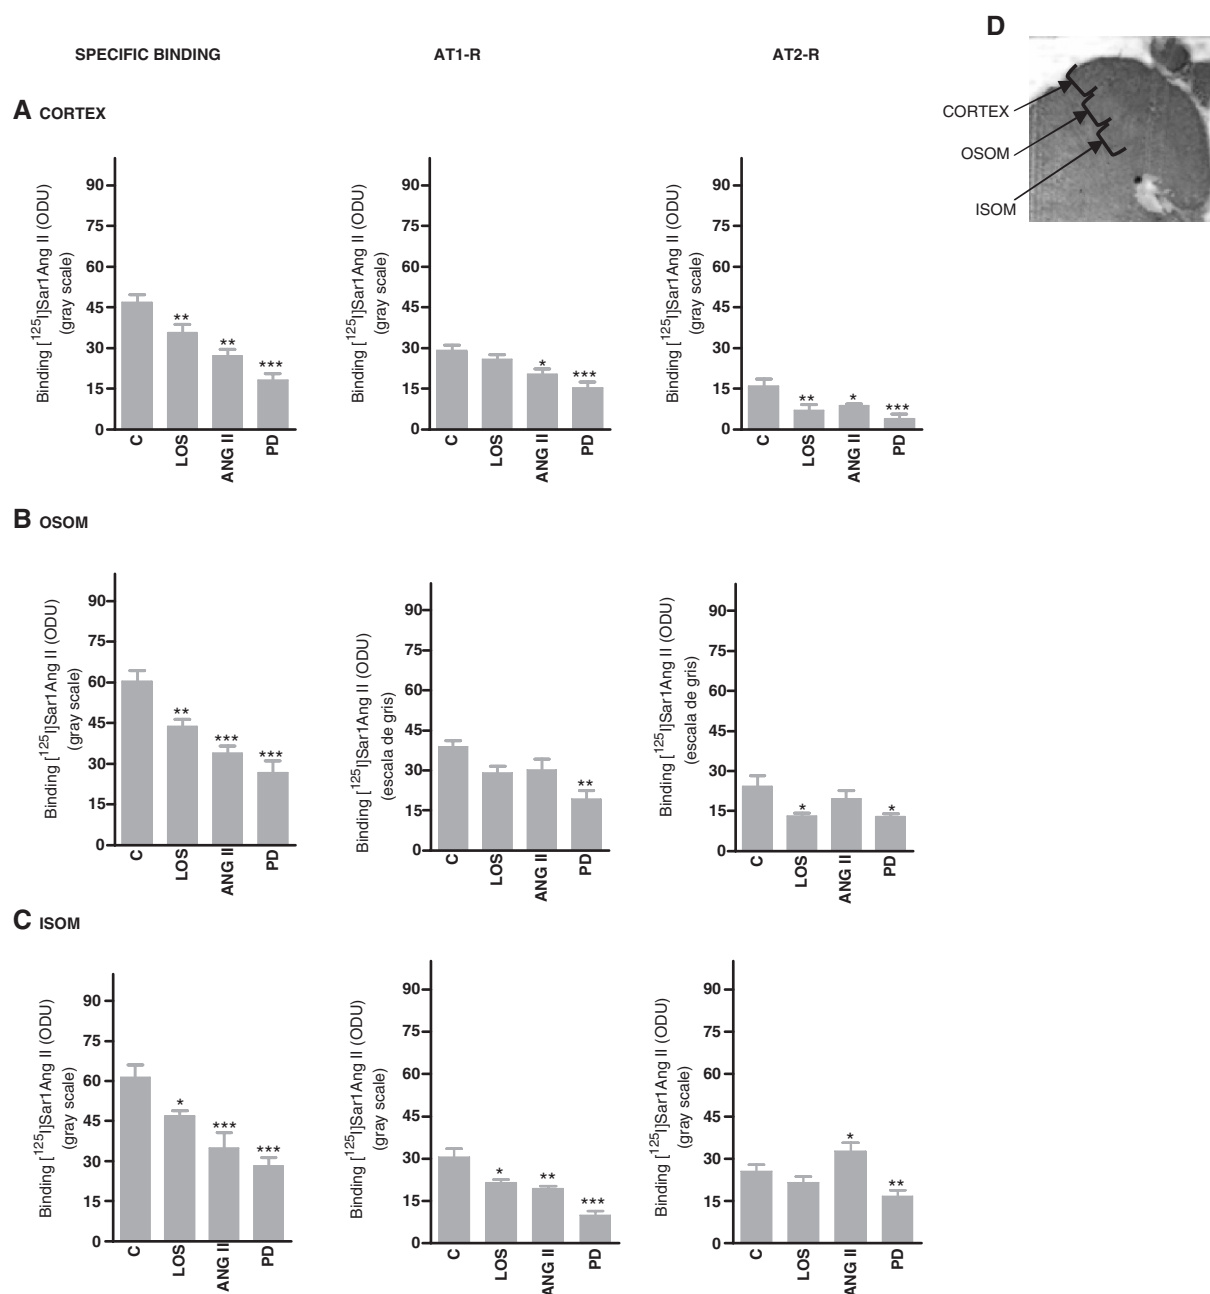 SPECIFIC BINDING
AT1-R
AT2-R
D
CORTEX
OSOM
ISOM
A CORTEX
Binding [125I]Sar1Ang II (ODU)
(gray scale)
90
75
60
45
30
15
0
**
**
***
C
LOS
ANG II
PD
Binding [125I]Sar1Ang II (ODU)
(gray scale)
90
75
60
45
30
15
0
*
***
C
LOS
ANG II
PD
Binding [125I]Sar1Ang II (ODU)
(gray scale)
90
75
60
45
30
15
0
**
*
***
C
LOS
ANG II
PD
B OSOM
Binding [125I]Sar1Ang II (ODU)
(gray scale)
90
75
60
45
30
15
0
**
***
***
C
LOS
ANG II
PD
Binding [125I]Sar1Ang II (ODU)
(escala de gris)
90
75
60
45
30
15
0
**
C
LOS
ANG II
PD
Binding [125I]Sar1Ang II (ODU)
(escala de gris)
90
75
60
45
30
15
0
*
*
C
LOS
ANG II
PD
C ISOM
Binding [125I]Sar1Ang II (ODU)
(gray scale)
90
75
60
45
30
15
0
*
***
***
C
LOS
ANG II
PD
Binding [125I]Sar1Ang II (ODU)
(gray scale)
90
75
60
45
30
15
0
*
**
***
C
LOS
ANG II
PD
Binding [125I]Sar1Ang II (ODU)
(gray scale)
90
75
60
45
30
15
0
*
**
C
LOS
ANG II
PD